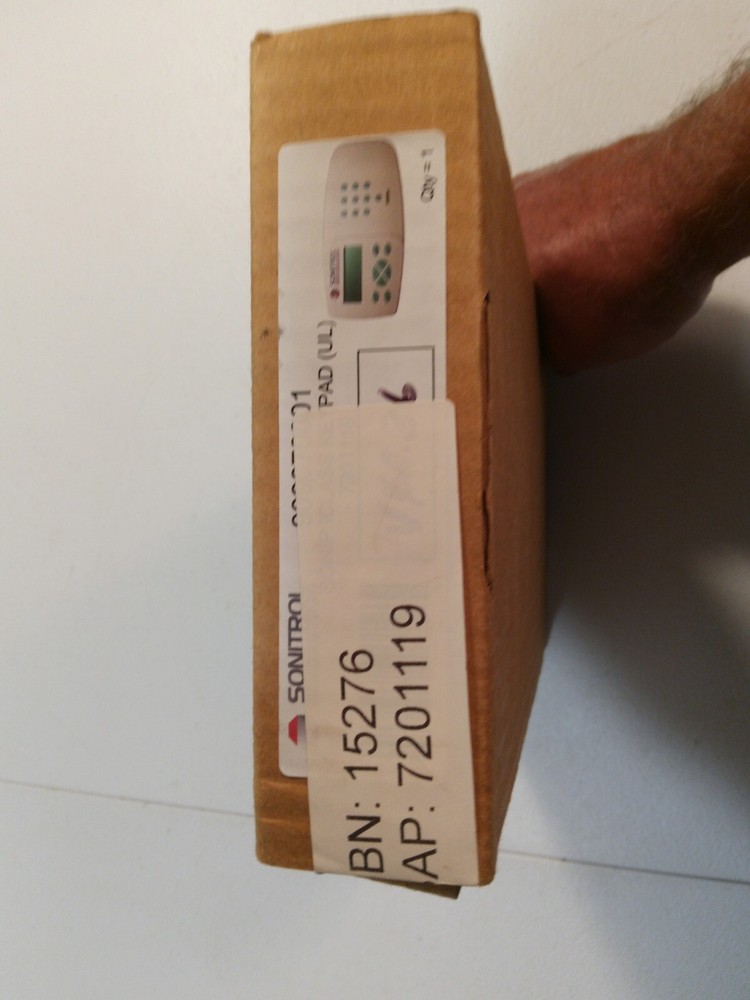 SONITROL
PAD (UL)
Qty = 1
BN: 15276
AP: 7201119